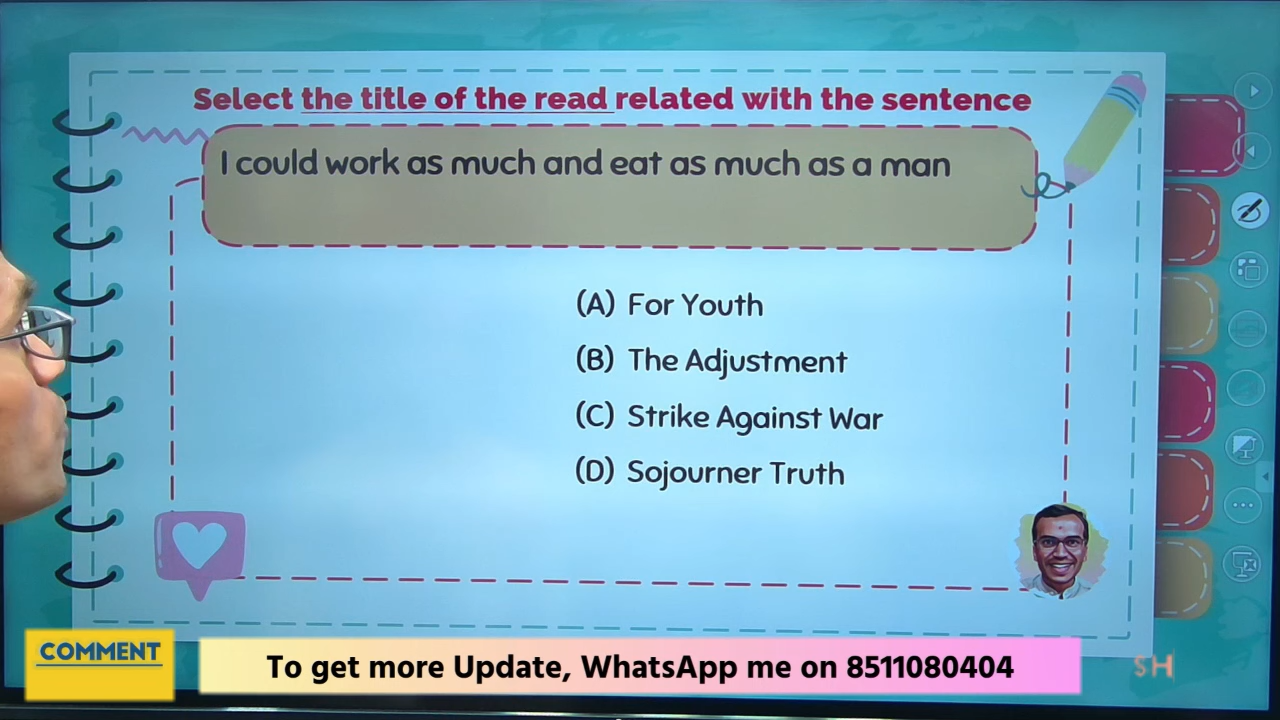 Select the title of the read related with the sentence
I could work as much and eat as much as a man
(A) For Youth
(B) The Adjustment
(C) Strike Against War
(D) Sojourner Truth
COMMENT
To get more Update, WhatsApp me on 8511080404
SH